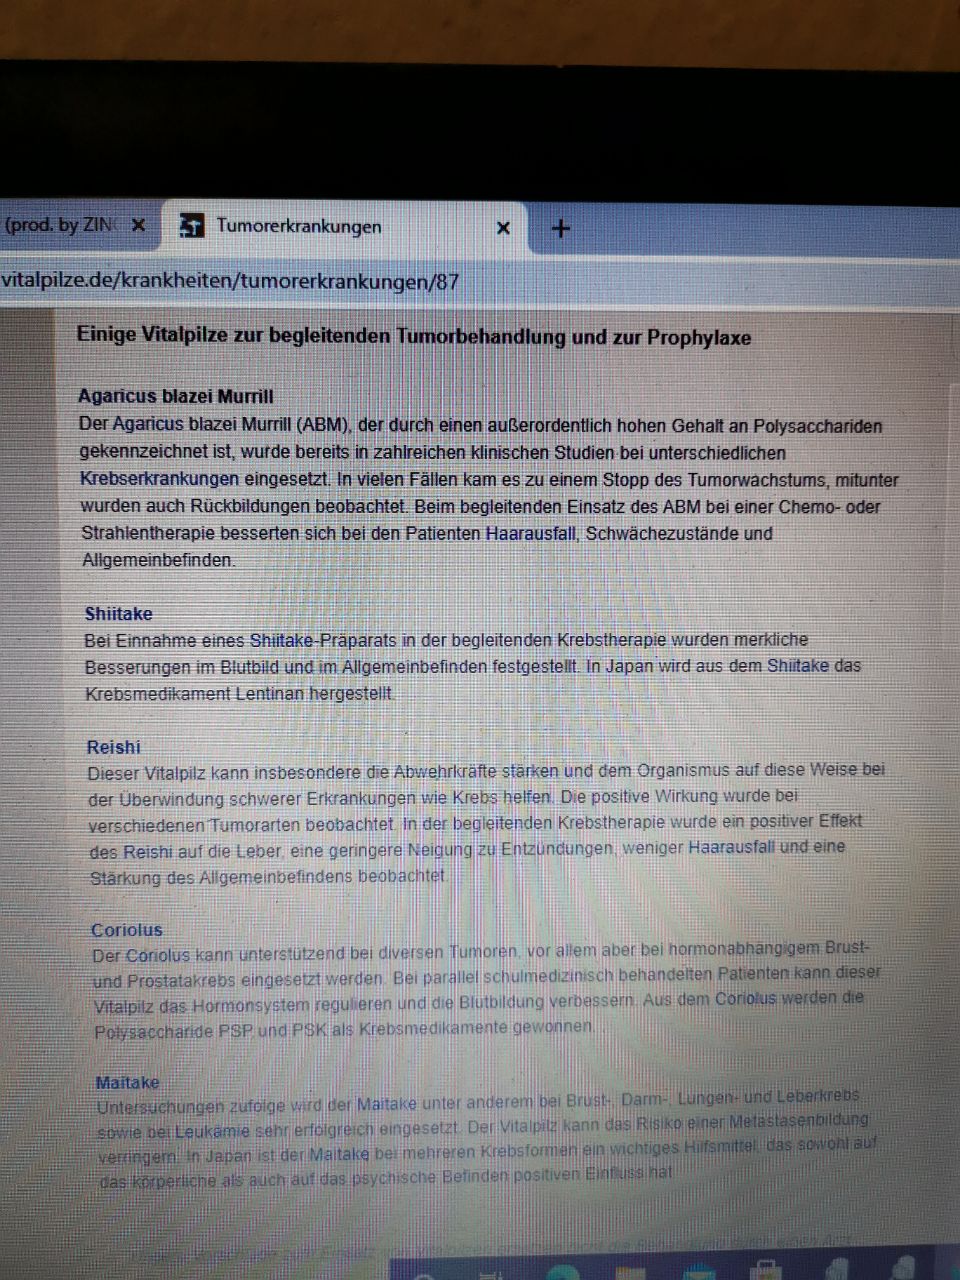 (prod. by ZIN
Tumorerkrankungen
vitalpilze.de/krankheiten/tumorerkrankungen/87
Einige Vitalpilze zur begleitenden Tumorbehandlung und zur Prophylaxe
Agaricus blazei Murrill
Der Agaricus blazei Murrill (ABM), der durch einen außerordentlich hohen Gehalt an Polysacchariden
gekennzeichnet ist, wurde bereits in zahlreichen klinischen Studien bei unterschiedlichen
Krebserkrankungen eingesetzt. In vielen Fällen kam es zu einem Stopp des Tumorwachstums, mitunter
wurden auch Rückbildungen beobachtet. Beim begleitenden Einsatz des ABM bei einer Chemo- oder
Strahlentherapie besserten sich bei den Patienten Haarausfall, Schwächezustände und
Allgemeinbefinden.
Shiitake
Bei Einnahme eines Shiitake-Präparats in der begleitenden Krebstherapie wurden merkliche
Besserungen im Blutbild und im Allgemeinbefinden festgestellt. In Japan wird aus dem Shiitake das
Krebsmedikament Lentinan hergestellt.
Reishi
Dieser Vitalpilz kann insbesondere die Abwehrkräfte stärken und dem Organismus auf diese Weise bei
der Überwindung schwerer Erkrankungen wie Krebs helfen. Die positive Wirkung wurde bei
verschiedenen Tumorarten beobachtet. In der begleitenden Krebstherapie wurde ein positiver Effekt
des Reishi auf die Leber, eine geringere Neigung zu Entzündungen, weniger Haarausfall und eine
Stärkung des Allgemeinbefindens beobachtet.
Coriolus
Der Coriolus kann unterstützend bei diversen Tumoren, vor allem aber bei hormonabhängigem Brust-
und Prostatakrebs eingesetzt werden. Bei parallel schulmedizinisch behandelten Patienten kann dieser
Vitalpilz das Hormonsystem regulieren und die Blutbildung verbessern. Aus dem Coriolus werden die
Polysaccharide PSP und PSK als Krebsmedikamente gewonnen.
Maitake
Untersuchungen zufolge wird der Maitake unter anderem bei Brust-, Darm-, Lungen- und Leberkrebs
sowie bei Leukämie sehr erfolgreich eingesetzt. Der Vitalpilz kann das Risiko einer Metastasenbildung
verringern. In Japan ist der Maitake bei mehreren Krebsformen ein wichtiges Hilfsmittel, das sowohl auf
das körperliche als auch auf das psychische Befinden positiven Einfluss hat.